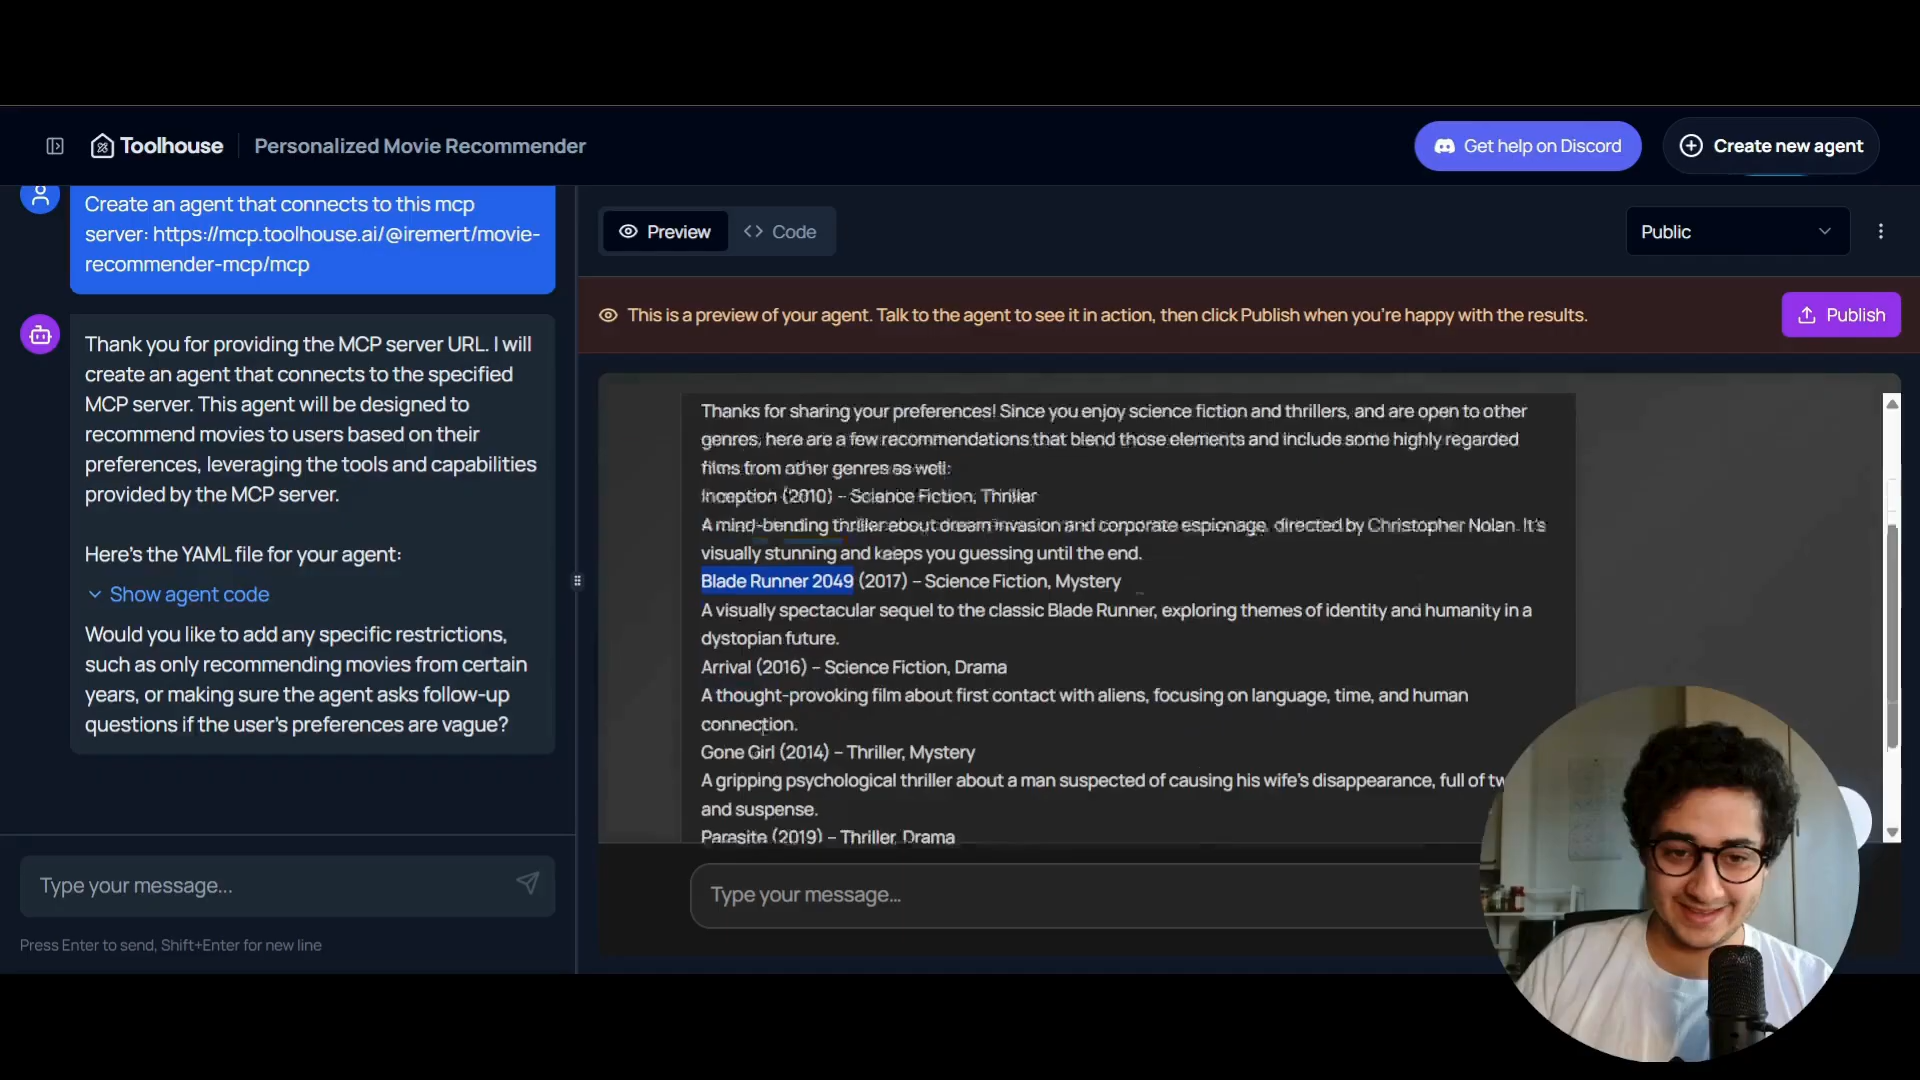 Toolhouse
Personalized Movie Recommender
Get help on Discord
Create new agent
Create an agent that connects to this mcp
server: https://mcp.toolhouse.ai/@iremert/movie-
recommender-mcp/mcp
Thank you for providing the MCP server URL. I will
create an agent that connects to the specified
MCP server. This agent will be designed to
recommend movies to users based on their
preferences, leveraging the tools and capabilities
provided by the MCP server.
Here's the YAML file for your agent:
Show agent code
Would you like to add any specific restrictions,
such as only recommending movies from certain
years, or making sure the agent asks follow-up
questions if the user's preferences are vague?
Type your message...
Press Enter to send, Shift+Enter for new line
Preview
Code
Public
This is a preview of your agent. Talk to the agent to see it in action, then click Publish when you're happy with the results.
Publish
Thanks for sharing your preferences! Since you enjoy science fiction and thrillers, and are open to other
genres, here are a few recommendations that blend those elements and include some highly regarded
films from other genres as well:
Inception (2010) – Science Fiction, Thriller
A mind-bending thriller about dream invasion and corporate espionage, directed by Christopher Nolan. It's
visually stunning and keeps you guessing until the end.
Blade Runner 2049 (2017) – Science Fiction, Mystery
A visually spectacular sequel to the classic Blade Runner, exploring themes of identity and humanity in a
dystopian future.
Arrival (2016) – Science Fiction, Drama
A thought-provoking film about first contact with aliens, focusing on language, time, and human
connection.
Gone Girl (2014) – Thriller, Mystery
A gripping psychological thriller about a man suspected of causing his wife's disappearance, full of tw
and suspense.
Parasite (2019) – Thriller, Drama
Type your message...